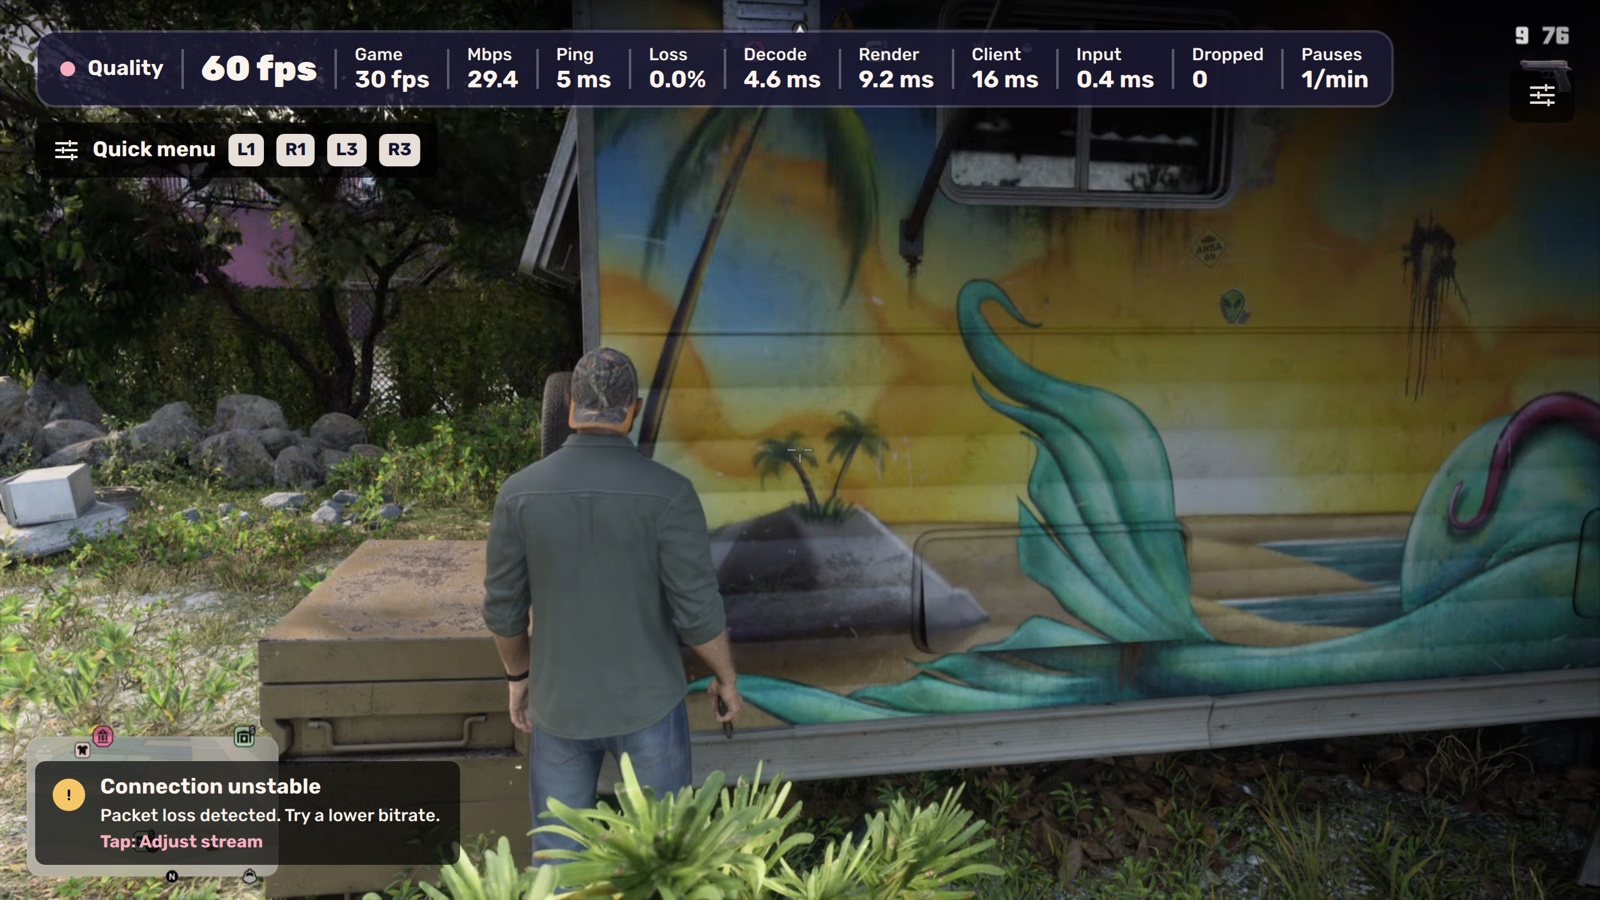 Quality
60 fps
Game
30 fps
Mbps
29.4
Ping
5 ms
Loss
0.0%
Decode
4.6 ms
Render
9.2 ms
Client
16 ms
Input
0.4 ms
Dropped
0
Pauses
1/min
9 76
Quick menu L1 R1 L3 R3
AREA
69
Connection unstable
Packet loss detected. Try a lower bitrate.
Tap: Adjust stream
N